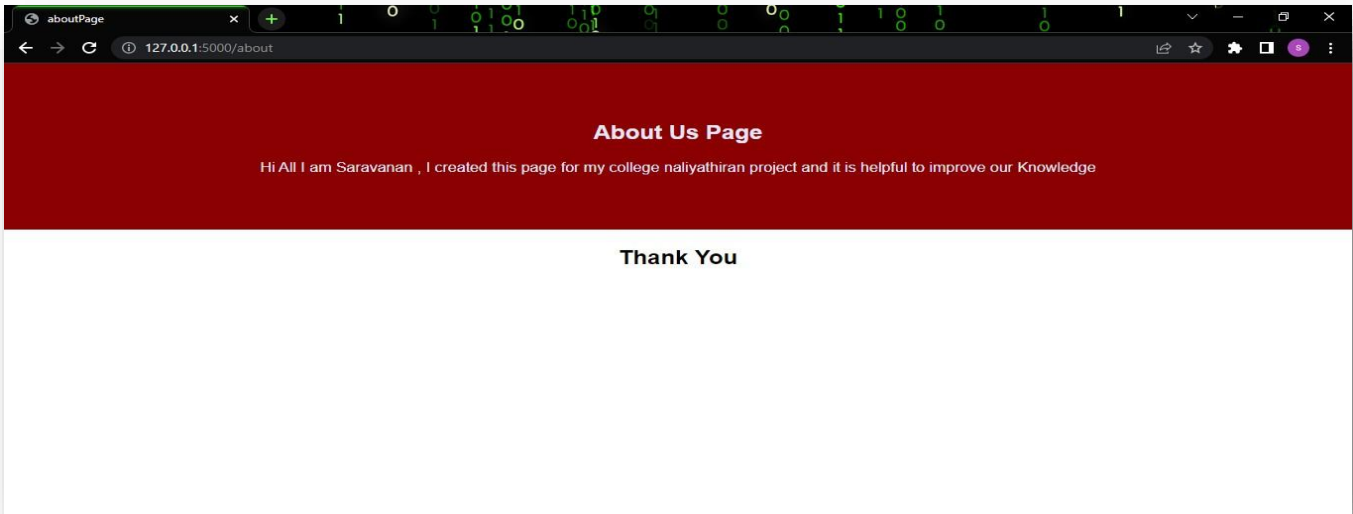 aboutPage
127.0.0.1:5000/about
S
About Us Page
Hi All I am Saravanan , I created this page for my college naliyathiran project and it is helpful to improve our Knowledge
Thank You